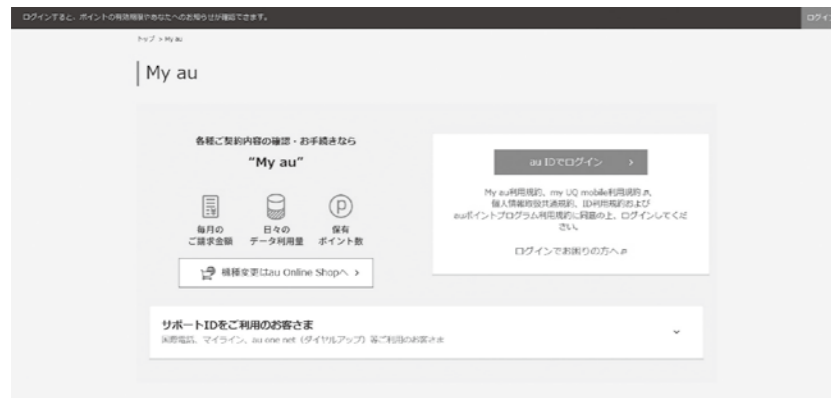 ログインすると、ポイントの有効期限やあなたへのお知らせが確認できます。
ログイン
トップ > My au
My au
各種ご契約内容の確認・お手続きなら
“My au”
毎月の
ご請求金額
日々の
データ利用量
保有
ポイント数
機種変更はau Online Shopへ >
au IDでログイン >
My au利用規約、my UQ mobile利用規約、
個人情報取扱共通規約、ID利用規約および
auポイントプログラム利用規約に同意の上、ログインしてくだ
さい。
ログインでお困りの方へ
サポートIDをご利用のお客さま
国際電話、マイライン、au one net（ダイヤルアップ）等ご利用のお客さま